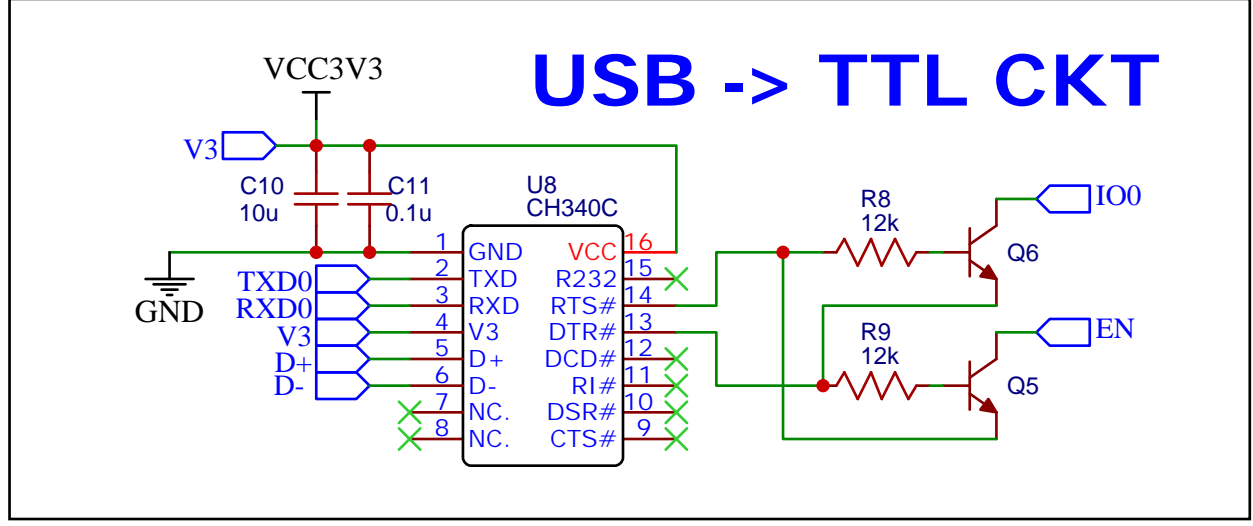 USB -> TTL CKT
VCC3V3
V3
C10
10u
C11
0.1u
GND
TXD0
RXD0
V3
D+
D-
U8
CH340C
1 GND
2 TXD
3 RXD
4 V3
5 D+
6 D-
7 NC.
8 NC.
VCC 16
R232 15
RTS# 14
DTR# 13
DCD# 12
RI# 11
DSR# 10
CTS# 9
R8
12k
Q6
IO0
R9
12k
Q5
EN